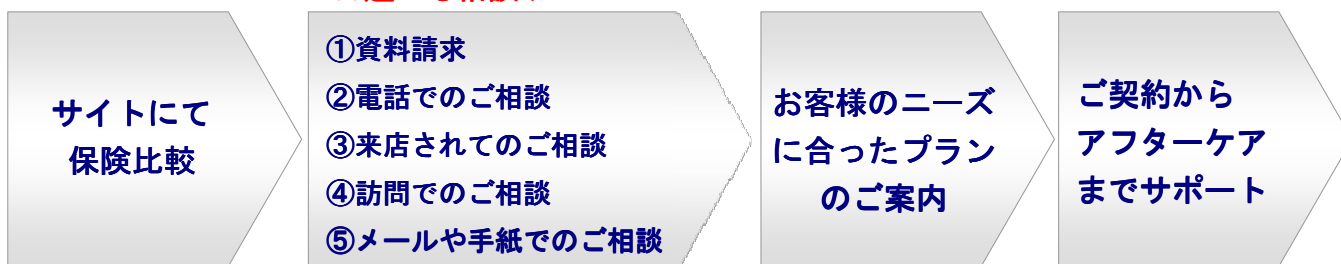 サイトにて
保険比較
①資料請求
②電話でのご相談
③来店されてのご相談
④訪問でのご相談
⑤メールや手紙でのご相談
お客様のニーズ
に合ったプラン
のご案内
ご契約から
アフターケア
までサポート